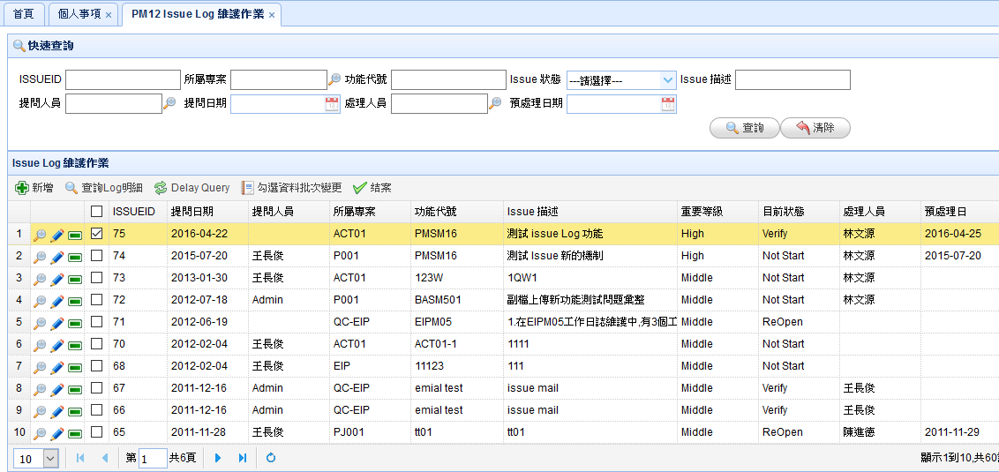 首頁 個人事項 PM12 Issue Log 維護作業
快速查詢
ISSUEID 所屬專案 功能代號 Issue 狀態 ---請選擇--- Issue 描述
提問人員 提問日期 處理人員 預處理日期
查詢 清除
Issue Log 維護作業
新增 查詢Log明細 Delay Query 勾選資料批次變更 結案
ISSUEID 提問日期 提問人員 所屬專案 功能代號 Issue 描述 重要等級 目前狀態 處理人員 預處理日
1 75 2016-04-22 ACT01 PMSM16 測試 issue Log 功能 High Verify 林文源 2016-04-25
2 74 2015-07-20 王長俊 P001 PMSM16 測試 Issue 新的機制 High Not Start 林文源 2015-07-20
3 73 2013-01-30 王長俊 ACT01 123W 1QW1 Middle Not Start 林文源
4 72 2012-07-18 Admin P001 BASM501 副檔上傳新功能測試問題彙整 Middle Not Start 林文源
5 71 2012-06-19 QC-EIP EIPM05 1.在EIPM05工作日誌維護中,有3個工 Middle ReOpen
6 70 2012-02-04 王長俊 ACT01 ACT01-1 1111 Middle Not Start
7 68 2012-02-04 王長俊 EIP 11123 111 Middle Not Start
8 67 2011-12-16 Admin QC-EIP emial test issue mail Middle Verify 王長俊
9 66 2011-12-16 Admin QC-EIP emial test issue mail Middle Verify 王長俊
10 65 2011-11-28 王長俊 PJ001 tt01 tt01 Middle ReOpen 陳進德 2011-11-29
10 第 1 共6頁 顯示1到10,共60